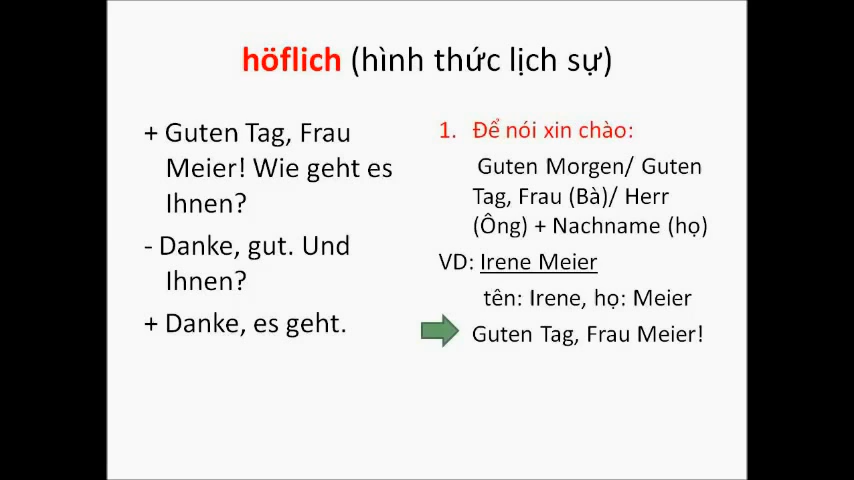 höflich (hình thức lịch sự)
+ Guten Tag, Frau
Meier! Wie geht es
Ihnen?
- Danke, gut. Und
Ihnen?
+ Danke, es geht.
1. Để nói xin chào:
Guten Morgen/ Guten
Tag, Frau (Bà)/ Herr
(Ông) + Nachname (họ)
VD: Irene Meier
tên: Irene, họ: Meier
Guten Tag, Frau Meier!